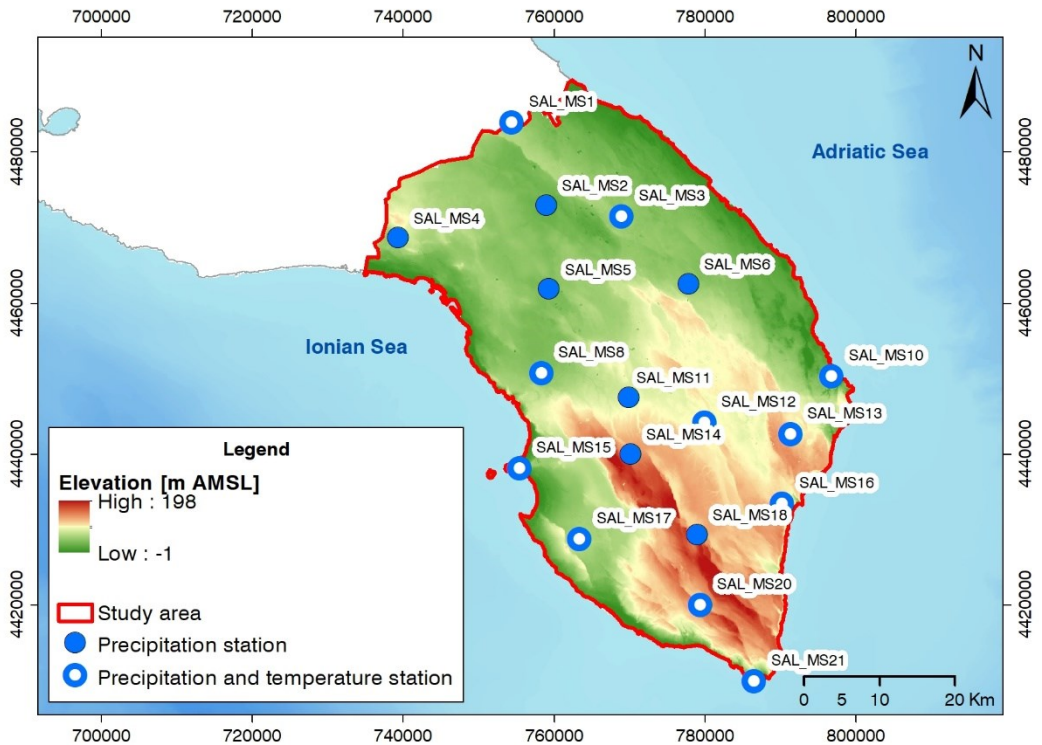 700000 720000 740000 760000 780000 800000
N
SAL_MS1
Adriatic Sea
4480000 4480000
SAL_MS2
SAL_MS3
SAL_MS4
SAL_MS5
SAL_MS6
4460000 4460000
Ionian Sea
SAL_MS8
SAL_MS10
SAL_MS11
SAL_MS12
SAL_MS13
SAL_MS14
4440000 4440000
SAL_MS15
SAL_MS16
SAL_MS17
SAL_MS18
SAL_MS20
4420000 4420000
SAL_MS21
Legend
Elevation [m AMSL]
High : 198
Low : -1
Study area
Precipitation station
Precipitation and temperature station
0 5 10 20 Km
700000 720000 740000 760000 780000 800000